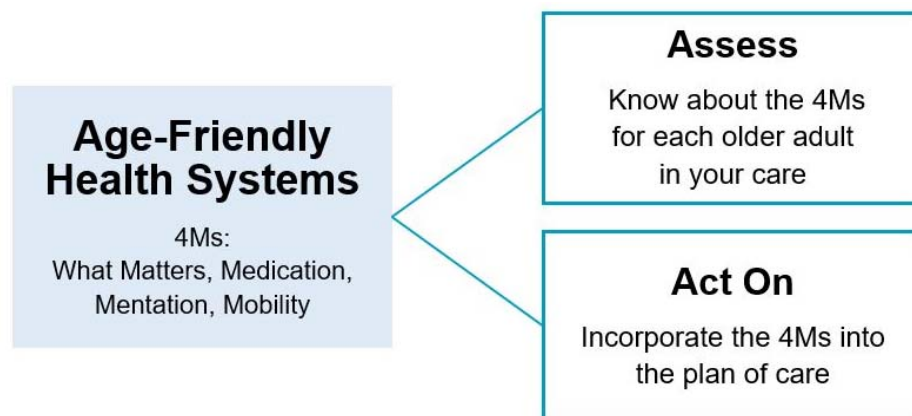 Age-Friendly
Health Systems
4Ms:
What Matters, Medication,
Mentation, Mobility
Assess
Know about the 4Ms
for each older adult
in your care
Act On
Incorporate the 4Ms into
the plan of care